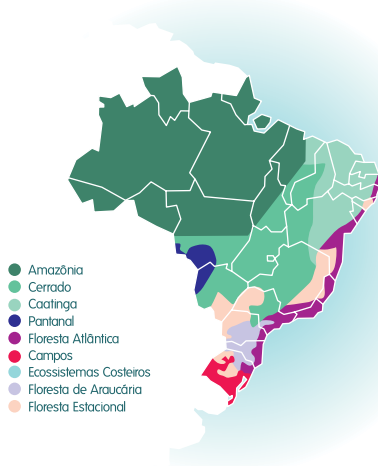 Amazônia
Cerrado
Caatinga
Pantanal
Floresta Atlântica
Campos
Ecossistemas Costeiros
Floresta de Araucária
Floresta Estacional